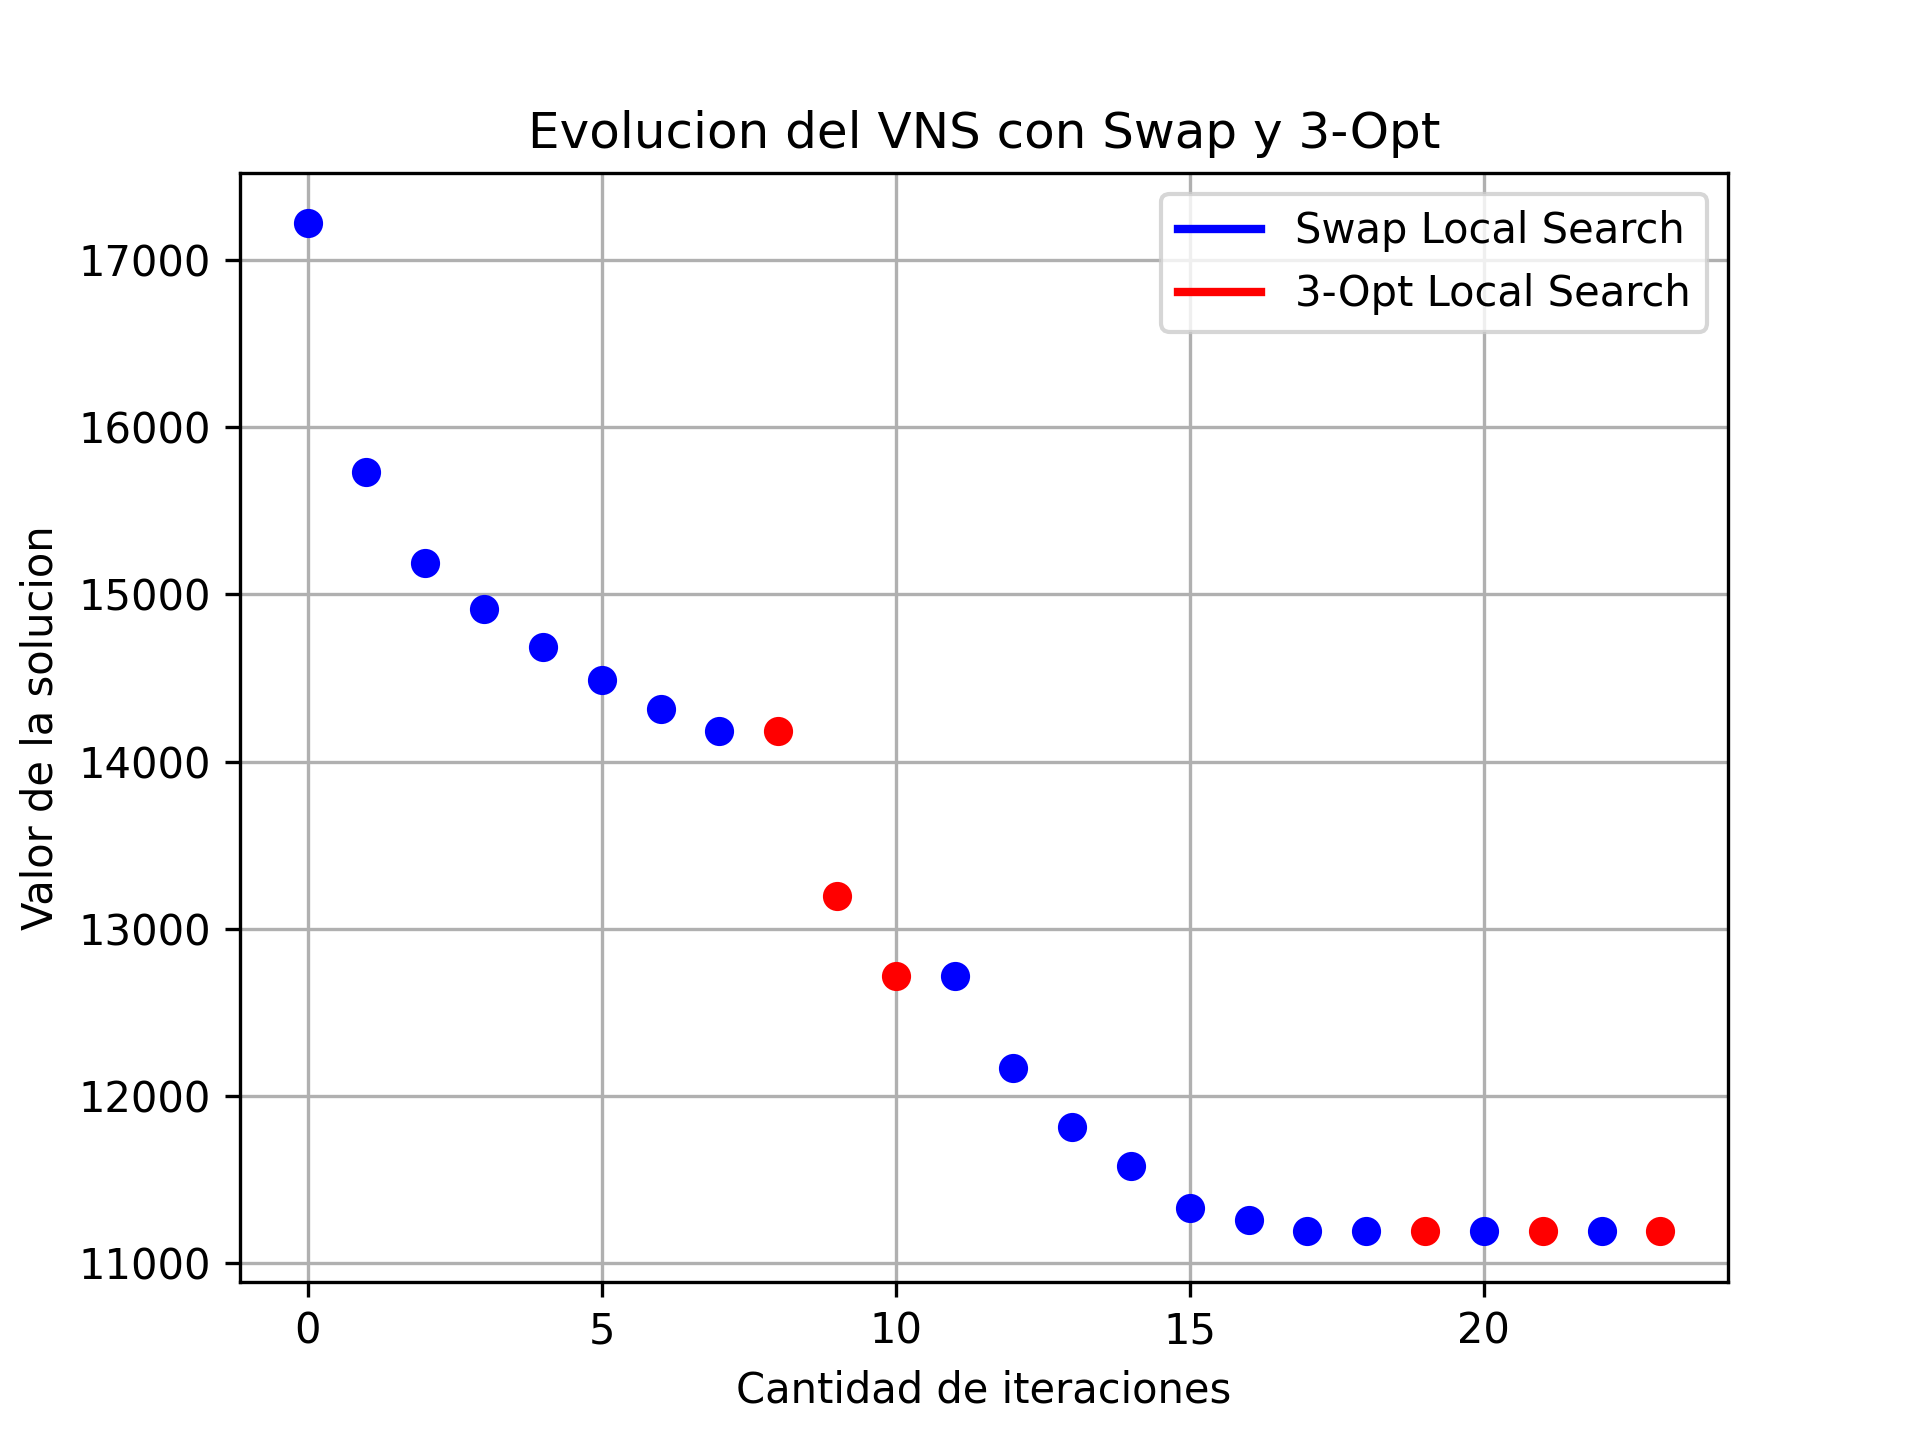 Evolucion del VNS con Swap y 3-Opt
Swap Local Search
3-Opt Local Search
17000
16000
15000
14000
13000
12000
11000
Valor de la solucion
0 5 10 15 20
Cantidad de iteraciones